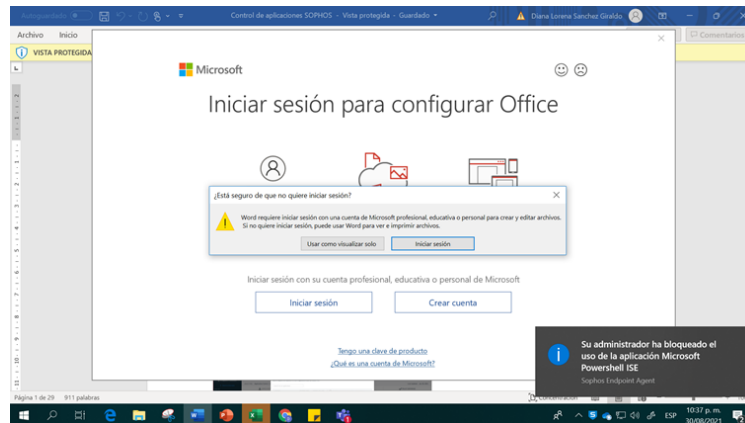 Autoguardado
Control de aplicaciones SOPHOS - Vista protegida - Guardado
Diana Lorena Sanchez Giraldo
Archivo Inicio Comentarios
VISTA PROTEGIDA
Microsoft
Iniciar sesión para configurar Office
¿Está seguro de que no quiere iniciar sesión?
Word requiere iniciar sesión con una cuenta de Microsoft profesional, educativa o personal para crear y editar archivos.
Si no quiere iniciar sesión, puede usar Word para ver e imprimir archivos.
Usar como visualizar solo Iniciar sesión
Iniciar sesión con su cuenta profesional, educativa o personal de Microsoft
Iniciar sesión Crear cuenta
Tengo una clave de producto
¿Qué es una cuenta de Microsoft?
Su administrador ha bloqueado el
uso de la aplicación Microsoft
Powershell ISE
Sophos Endpoint Agent
Página 1 de 29 911 palabras
Concentración
ESP
10:37 p. m.
30/08/2021